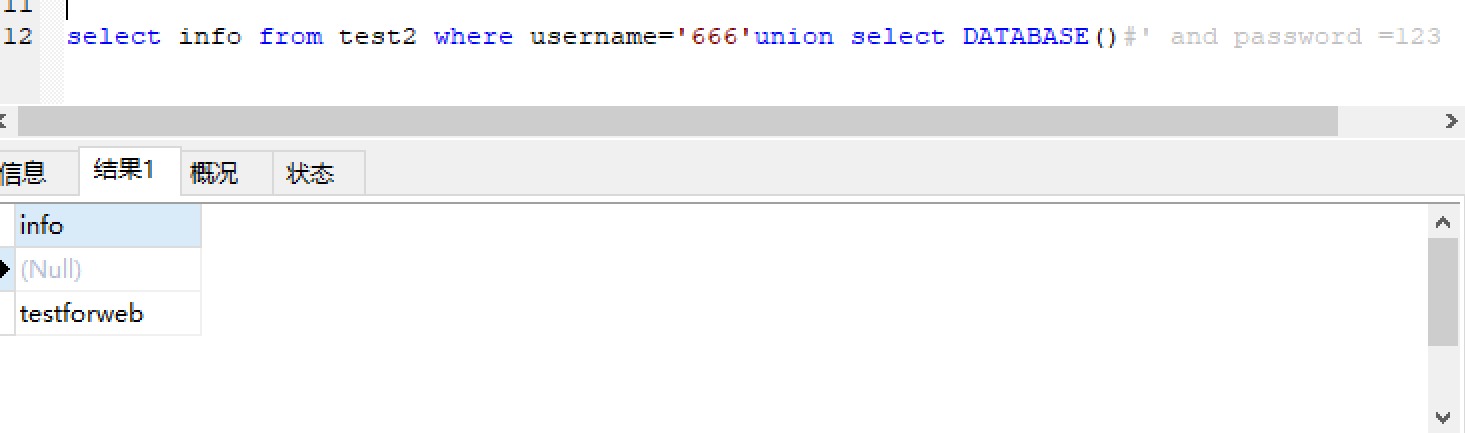 11
12 select info from test2 where username='666'union select DATABASE()#' and password =123
信息 结果1 概况 状态
info
(Null)
testforweb